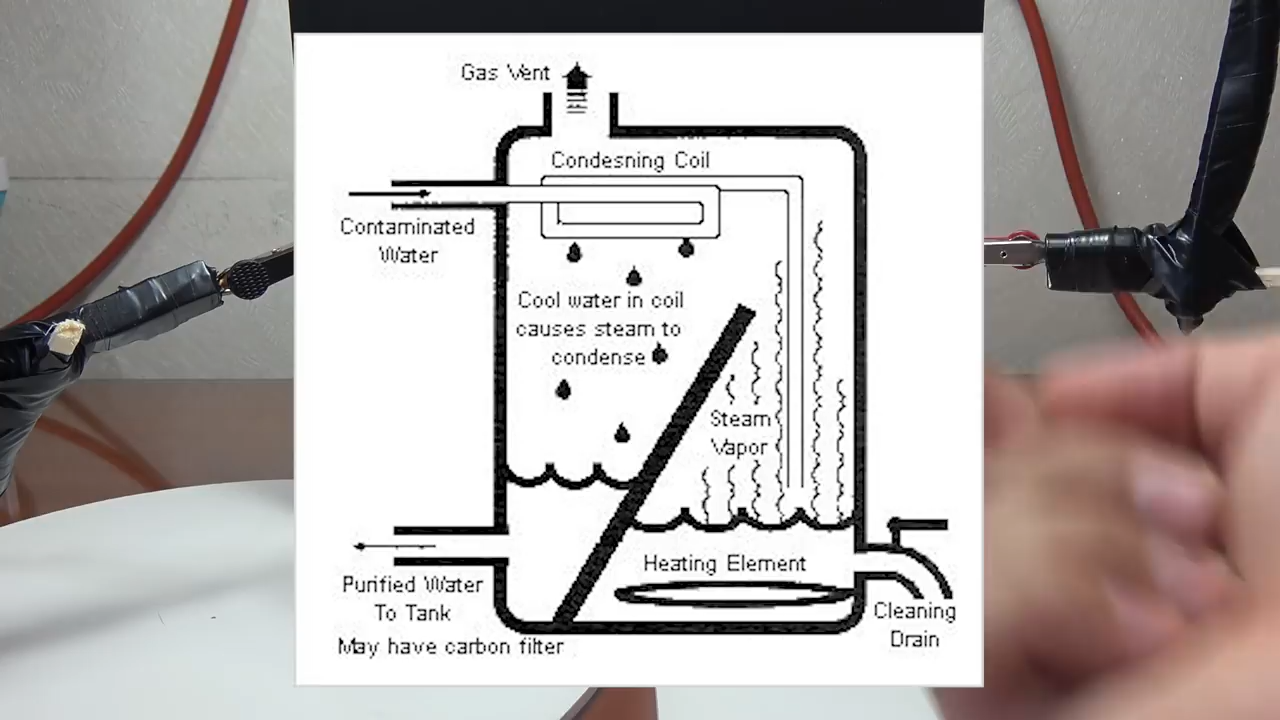 Gas Vent
Condesning Coil
Contaminated
Water
Cool water in coil
causes steam to
condense
Steam
Vapor
Heating Element
Purified Water
To Tank
May have carbon filter
Cleaning
Drain